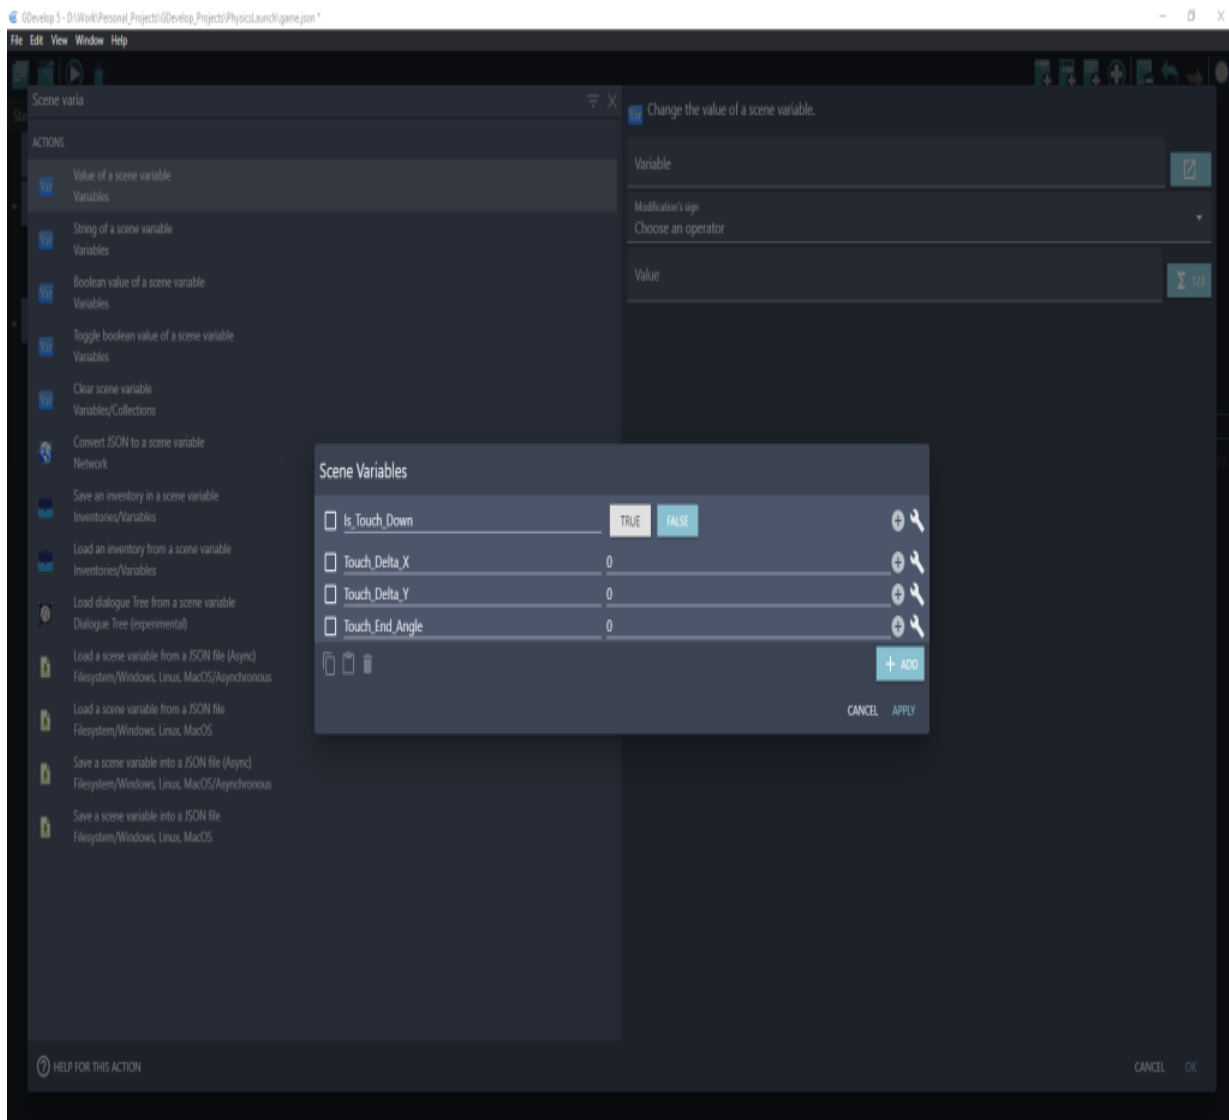 GDevelop 5 - D:\Work\Personal_Projects\GDevelop_Projects\PhysicsLaunch\game.json *
File Edit View Window Help
Scene varia
Change the value of a scene variable.
ACTIONS
Var Value of a scene variable
Variables
Var String of a scene variable
Variables
Var Boolean value of a scene variable
Variables
Var Toggle boolean value of a scene variable
Variables
Var Clear scene variable
Variables/Collections
Convert JSON to a scene variable
Network
Save an inventory in a scene variable
Inventories/Variables
Load an inventory from a scene variable
Inventories/Variables
Load dialogue Tree from a scene variable
Dialogue Tree (experimental)
Load a scene variable from a JSON file (Async)
Filesystem/Windows, Linux, MacOS/Asynchronous
Load a scene variable from a JSON file
Filesystem/Windows, Linux, MacOS
Save a scene variable into a JSON file (Async)
Filesystem/Windows, Linux, MacOS/Asynchronous
Save a scene variable into a JSON file
Filesystem/Windows, Linux, MacOS
Var
Variable
Modification's sign
Choose an operator
Value
Σ 123
Scene Variables
Is_Touch_Down TRUE FALSE
Touch_Delta_X 0
Touch_Delta_Y 0
Touch_End_Angle 0
+ ADD
CANCEL APPLY
HELP FOR THIS ACTION
CANCEL OK